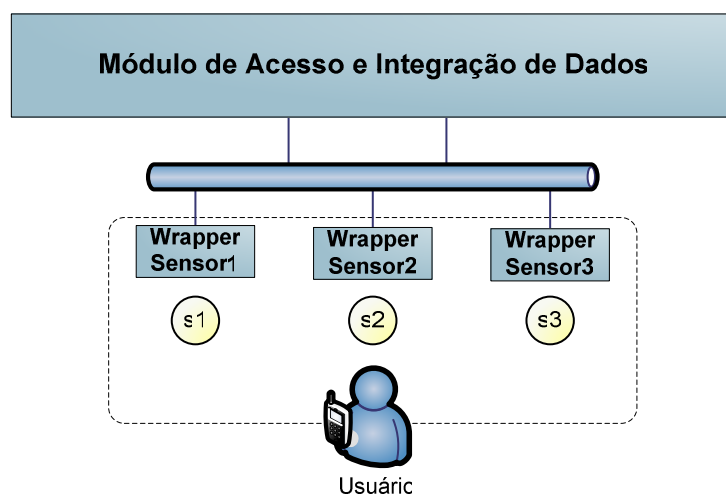 Módulo de Acesso e Integração de Dados
Wrapper
Sensor1
Wrapper
Sensor2
Wrapper
Sensor3
s1
s2
s3
Usuáric